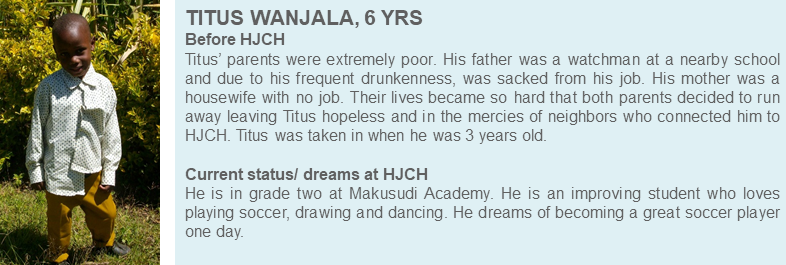 TITUS WANJALA, 6 YRS
Before HJCH
Titus' parents were extremely poor. His father was a watchman at a nearby school
and due to his frequent drunkenness, was sacked from his job. His mother was a
housewife with no job. Their lives became so hard that both parents decided to run
away leaving Titus hopeless and in the mercies of neighbors who connected him to
HJCH. Titus was taken in when he was 3 years old.
Current status/ dreams at HJCH
He is in grade two at Makusudi Academy. He is an improving student who loves
playing soccer, drawing and dancing. He dreams of becoming a great soccer player
one day.